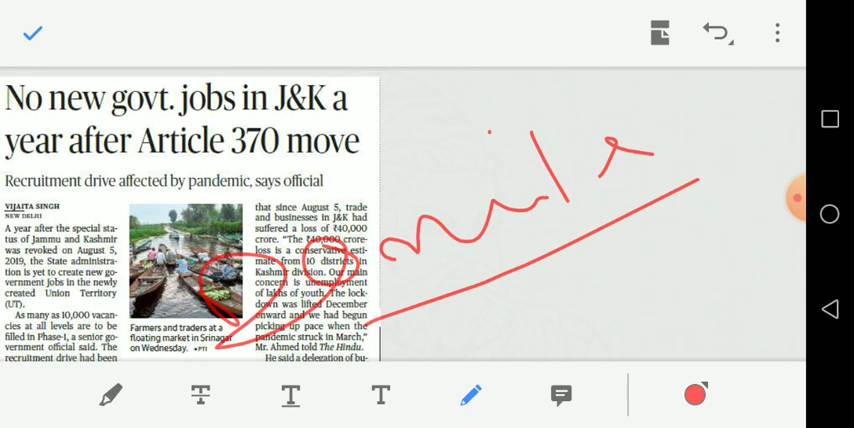 No new govt. jobs in J&K a
year after Article 370 move
Recruitment drive affected by pandemic, says official
VIJAITA SINGH
NEW DELHI
A year after the special sta-
tus of Jammu and Kashmir
was revoked on August 5,
2019, the State administra-
tion is yet to create new go-
vernment jobs in the newly
created Union Territory
(UT).
As many as 10,000 vacan-
cies at all levels are to be
filled in Phase-I, a senior go-
vernment official said. The
recruitment drive had been
Farmers and traders at a
floating market in Srinagar
on Wednesday. •PTI
that since August 5, trade
and businesses in J&K had
suffered a loss of ₹40,000
crore. “The ₹40,000 crore-
loss is a conservative esti-
mate from 10 districts in
Kashmir division. Our main
concern is unemployment
of lakhs of youth. The lock-
down was lifted December
onward and we had begun
picking up pace when the
pandemic struck in March,”
Mr. Ahmed told The Hindu.
He said a delegation of bu-